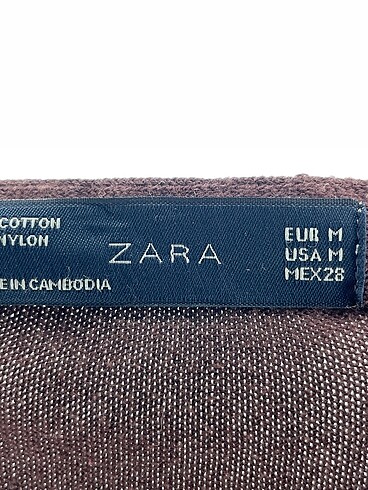 COTTON
NYLON
E IN CAMBODIA
ZARA
EUR M
USA M
MEX 28